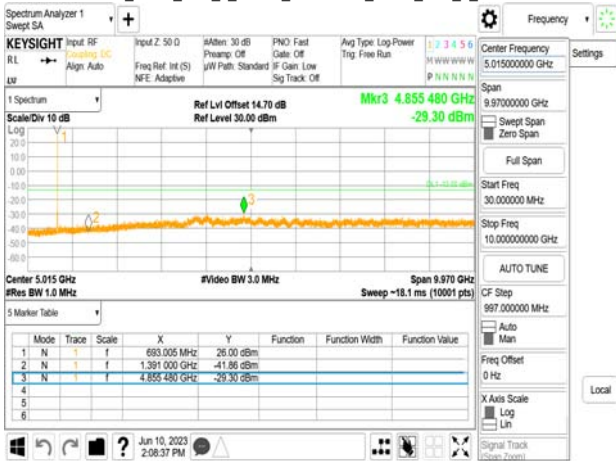 Spectrum Analyzer 1
Swept SA
Frequency
KEYSIGHT
RL
Input: RF
Coupling: DC
Align: Auto
Input Z: 50 Ω
Freq Ref: Int (S)
NFE: Adaptive
#Atten: 30 dB
Preamp: Off
µW Path: Standard
PNO: Fast
Gate: Off
IF Gain: Low
Sig Track: Off
Avg Type: Log-Power
Trig: Free Run
1 2 3 4 5 6
M W W W W W
P N N N N N
1 Spectrum
Scale/Div 10 dB
Ref Lvl Offset 14.70 dB
Ref Level 30.00 dBm
Mkr3 4.855 480 GHz
-29.30 dBm
Log
20.0
10.0
0.00
-10.0
-20.0
-30.0
-40.0
-50.0
-60.0
1
2
3
DL1 -13.00 dBm
Center 5.015 GHz
#Res BW 1.0 MHz
#Video BW 3.0 MHz
Span 9.970 GHz
Sweep ~18.1 ms (10001 pts)
5 Marker Table
Mode Trace Scale X Y Function Function Width Function Value
1 N 1 f 693.005 MHz 26.00 dBm
2 N 1 f 1.391 000 GHz -41.86 dBm
3 N 1 f 4.855 480 GHz -29.30 dBm
4
5
6
Jun 10, 2023
2:08:37 PM
Center Frequency
5.015000000 GHz
Settings
Span
9.97000000 GHz
Swept Span
Zero Span
Full Span
Start Freq
30.000000 MHz
Stop Freq
10.000000000 GHz
AUTO TUNE
CF Step
997.000000 MHz
Auto
Man
Freq Offset
0 Hz
X Axis Scale
Log
Lin
Local
Signal Track
(Span Zoom)